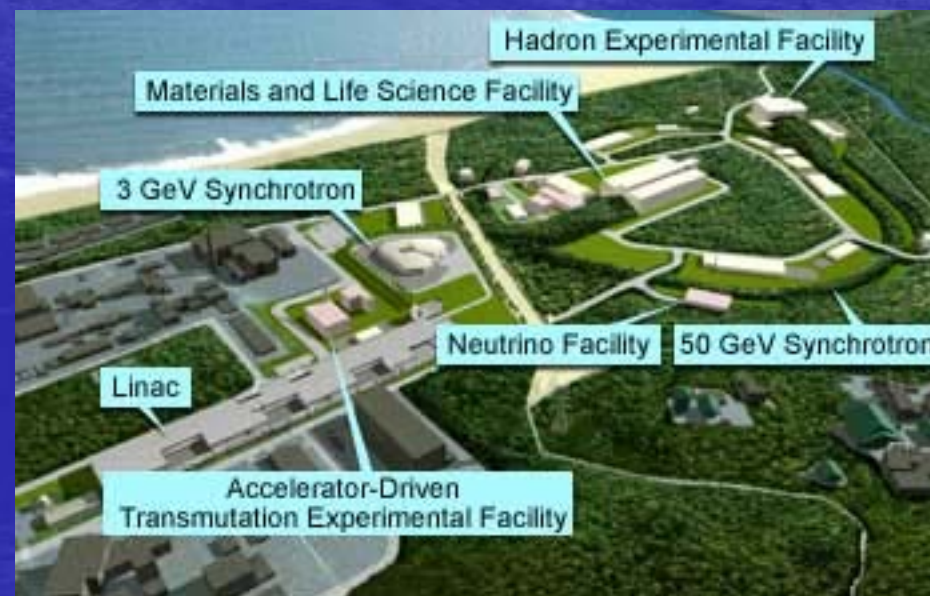 Hadron Experimental Facility
Materials and Life Science Facility
3 GeV Synchrotron
Neutrino Facility
50 GeV Synchrotron
Linac
Accelerator-Driven
Transmutation Experimental Facility